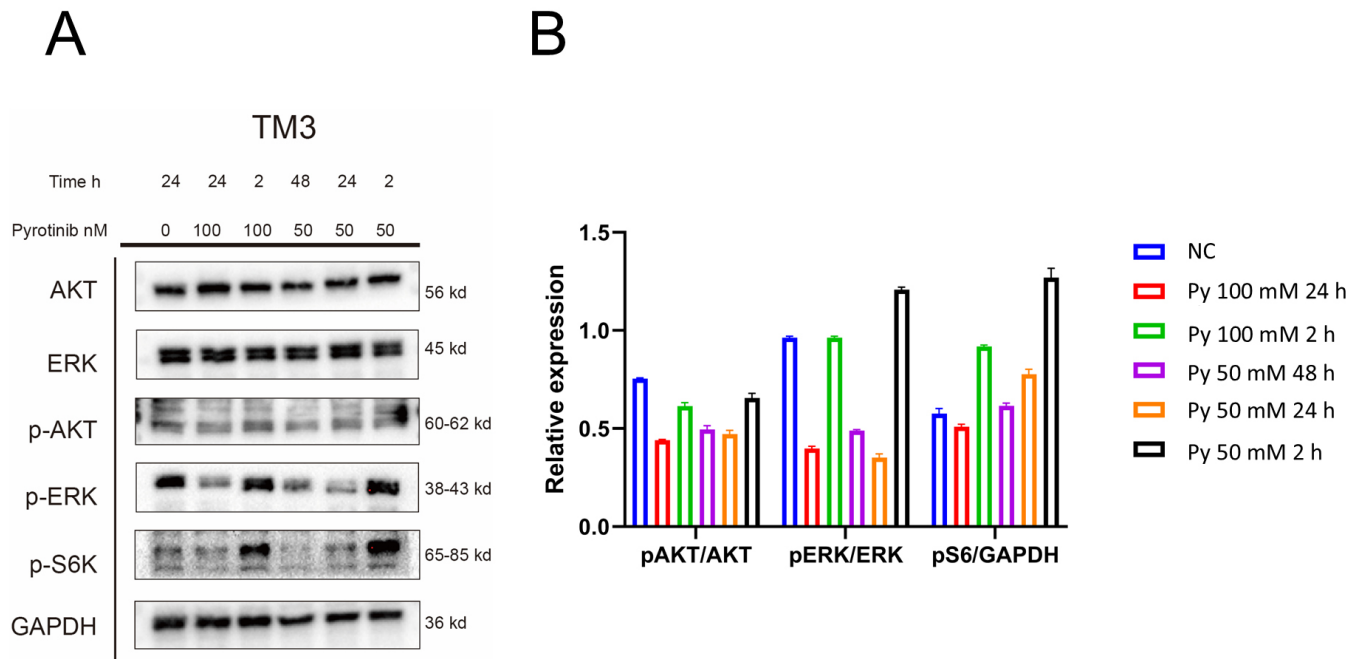 A
TM3
Time h 24 24 2 48 24 2
Pyrotinib nM 0 100 100 50 50 50
AKT 56 kd
ERK 45 kd
p-AKT 60-62 kd
p-ERK 38-43 kd
p-S6K 65-85 kd
GAPDH 36 kd
B
Relative expression
1.5
1.0
0.5
0.0
pAKT/AKT pERK/ERK pS6/GAPDH
NC
Py 100 mM 24 h
Py 100 mM 2 h
Py 50 mM 48 h
Py 50 mM 24 h
Py 50 mM 2 h